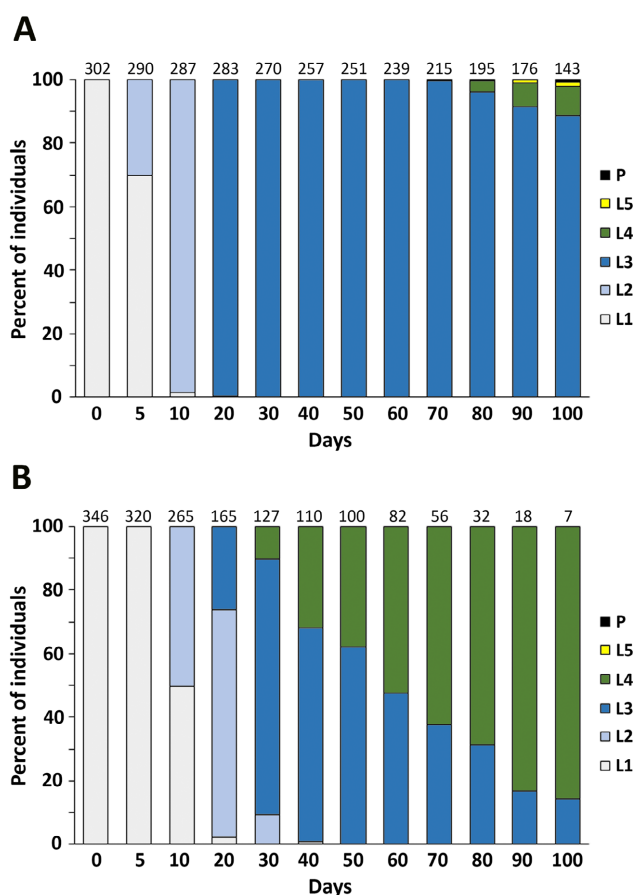 A
302 290 287 283 270 257 251 239 215 195 176 143
100
80
60
40
20
0
Percent of individuals
P
L5
L4
L3
L2
L1
0 5 10 20 30 40 50 60 70 80 90 100
Days
B
346 320 265 165 127 110 100 82 56 32 18 7
100
80
60
40
20
0
Percent of individuals
P
L5
L4
L3
L2
L1
0 5 10 20 30 40 50 60 70 80 90 100
Days